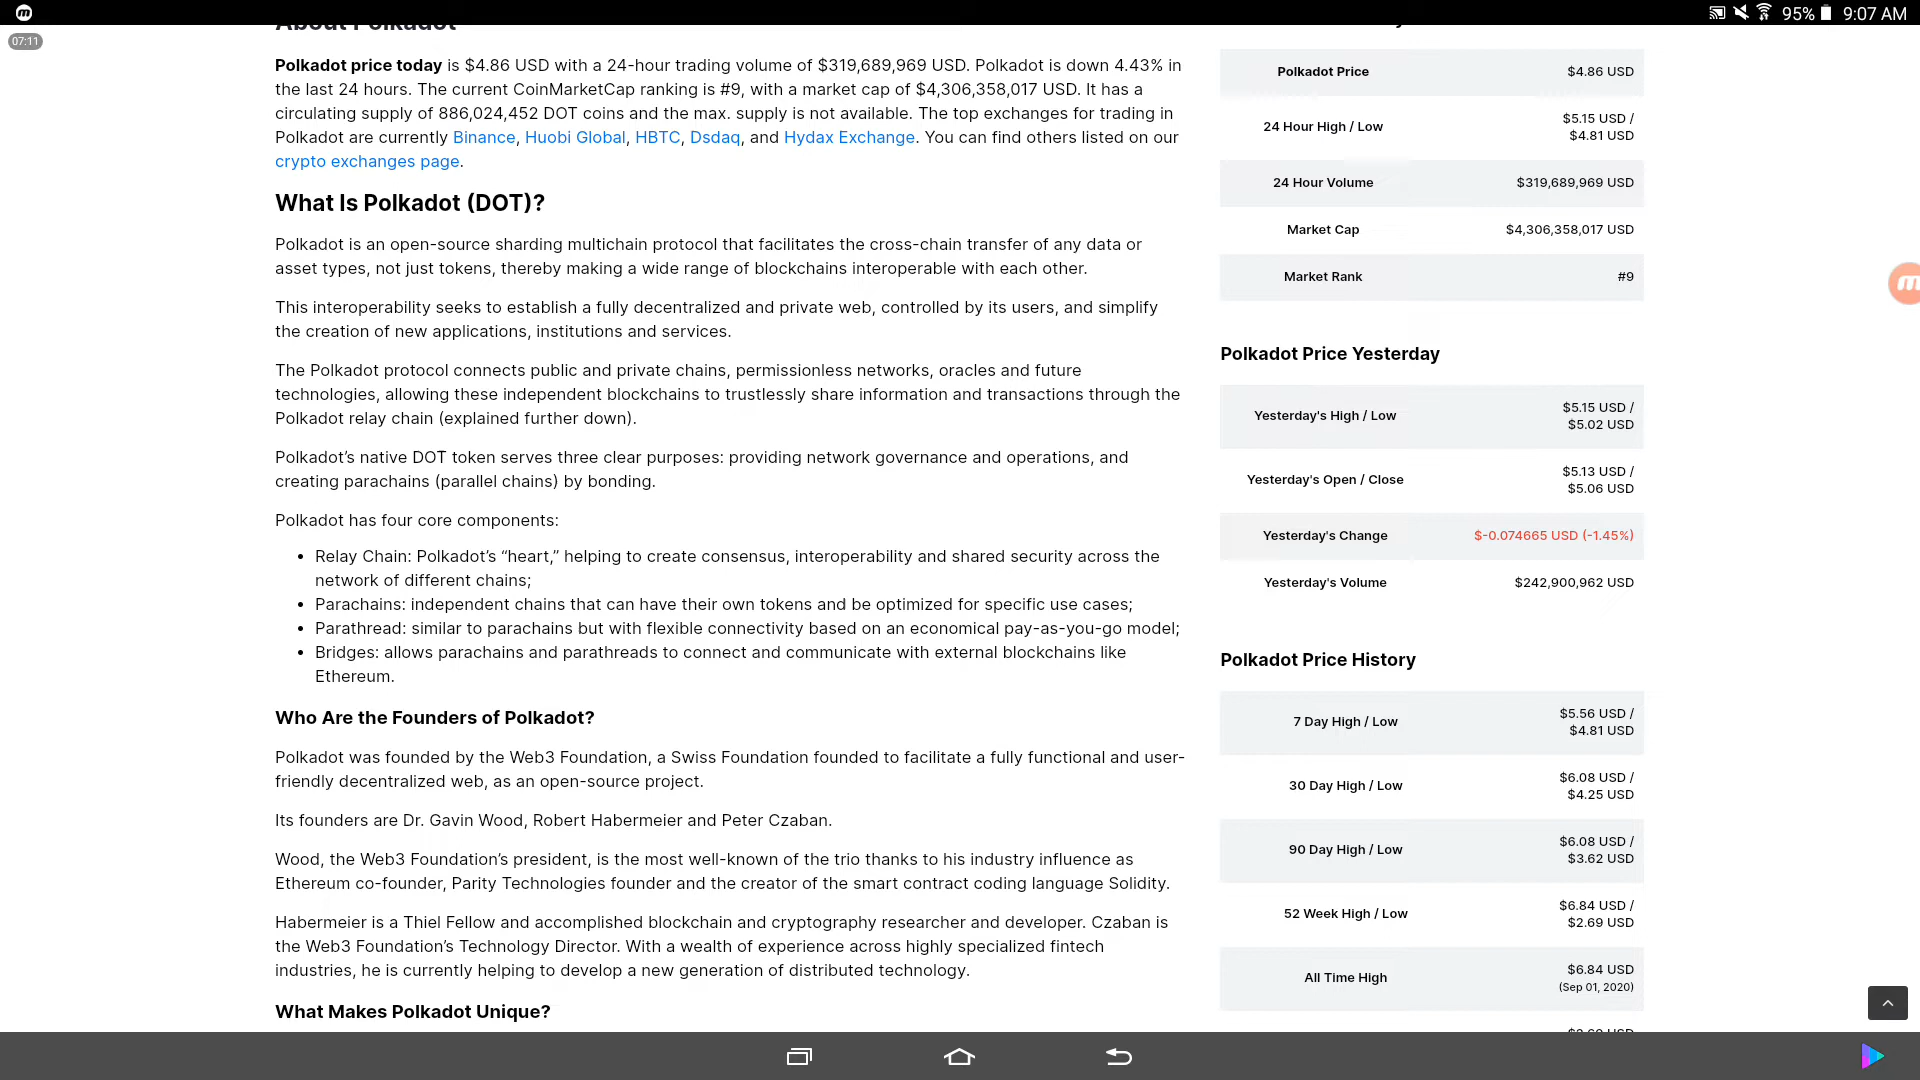 95% 9:07 AM
07:11
About Polkadot
Polkadot price today is $4.86 USD with a 24-hour trading volume of $319,689,969 USD. Polkadot is down 4.43% in
the last 24 hours. The current CoinMarketCap ranking is #9, with a market cap of $4,306,358,017 USD. It has a
circulating supply of 886,024,452 DOT coins and the max. supply is not available. The top exchanges for trading in
Polkadot are currently Binance, Huobi Global, HBTC, Dsdaq, and Hydax Exchange. You can find others listed on our
crypto exchanges page.
What Is Polkadot (DOT)?
Polkadot is an open-source sharding multichain protocol that facilitates the cross-chain transfer of any data or
asset types, not just tokens, thereby making a wide range of blockchains interoperable with each other.
This interoperability seeks to establish a fully decentralized and private web, controlled by its users, and simplify
the creation of new applications, institutions and services.
The Polkadot protocol connects public and private chains, permissionless networks, oracles and future
technologies, allowing these independent blockchains to trustlessly share information and transactions through the
Polkadot relay chain (explained further down).
Polkadot’s native DOT token serves three clear purposes: providing network governance and operations, and
creating parachains (parallel chains) by bonding.
Polkadot has four core components:
• Relay Chain: Polkadot’s “heart,” helping to create consensus, interoperability and shared security across the
network of different chains;
• Parachains: independent chains that can have their own tokens and be optimized for specific use cases;
• Parathread: similar to parachains but with flexible connectivity based on an economical pay-as-you-go model;
• Bridges: allows parachains and parathreads to connect and communicate with external blockchains like
Ethereum.
Who Are the Founders of Polkadot?
Polkadot was founded by the Web3 Foundation, a Swiss Foundation founded to facilitate a fully functional and user-
friendly decentralized web, as an open-source project.
Its founders are Dr. Gavin Wood, Robert Habermeier and Peter Czaban.
Wood, the Web3 Foundation’s president, is the most well-known of the trio thanks to his industry influence as
Ethereum co-founder, Parity Technologies founder and the creator of the smart contract coding language Solidity.
Habermeier is a Thiel Fellow and accomplished blockchain and cryptography researcher and developer. Czaban is
the Web3 Foundation’s Technology Director. With a wealth of experience across highly specialized fintech
industries, he is currently helping to develop a new generation of distributed technology.
What Makes Polkadot Unique?
Polkadot Price $4.86 USD
24 Hour High / Low $5.15 USD /
$4.81 USD
24 Hour Volume $319,689,969 USD
Market Cap $4,306,358,017 USD
Market Rank #9
Polkadot Price Yesterday
Yesterday's High / Low $5.15 USD /
$5.02 USD
Yesterday's Open / Close $5.13 USD /
$5.06 USD
Yesterday's Change $-0.074665 USD (-1.45%)
Yesterday's Volume $242,900,962 USD
Polkadot Price History
7 Day High / Low $5.56 USD /
$4.81 USD
30 Day High / Low $6.08 USD /
$4.25 USD
90 Day High / Low $6.08 USD /
$3.62 USD
52 Week High / Low $6.84 USD /
$2.69 USD
All Time High $6.84 USD
(Sep 01, 2020)